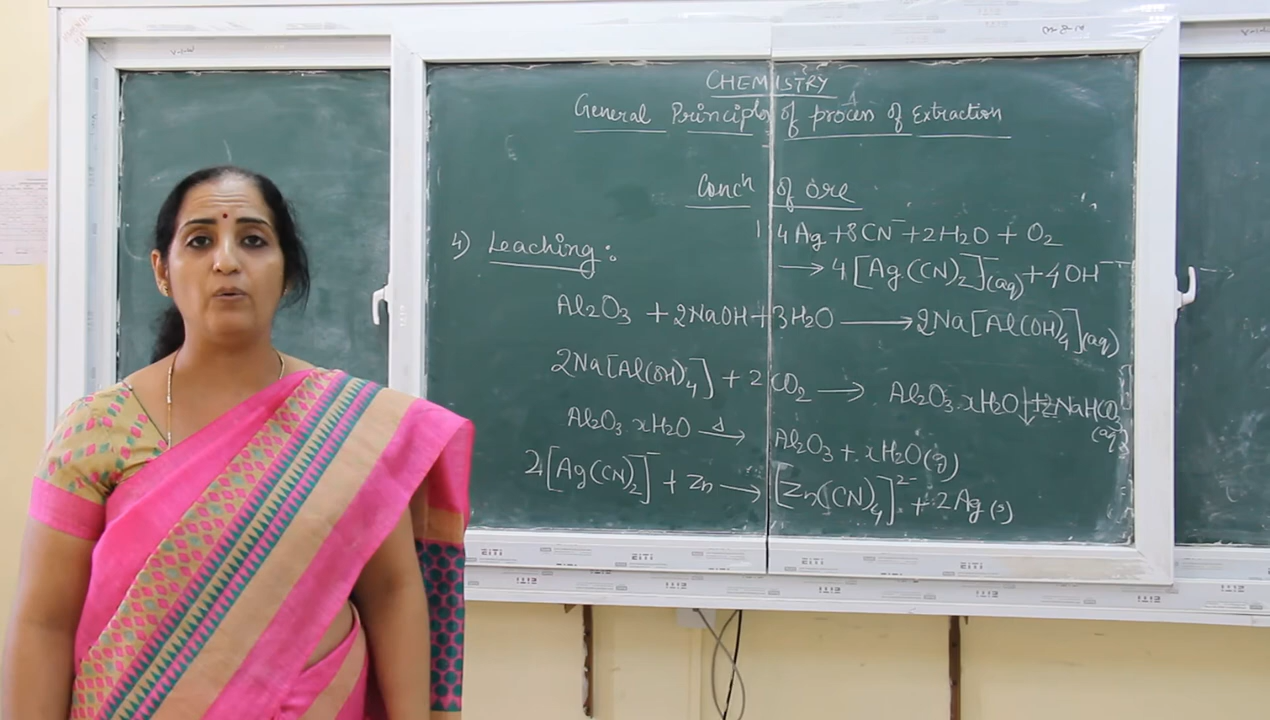 CHEMISTRY
General Principles of process of Extraction
Conc'n of ore
4) Leaching:
4Ag + 8CN⁻ + 2H₂O + O₂
⟶ 4[Ag(CN)₂]⁻(aq) + 4OH⁻
Al₂O₃ + 2NaOH + 3H₂O ⟶ 2Na[Al(OH)₄](aq)
2Na[Al(OH)₄] + 2CO₂ ⟶ Al₂O₃.xH₂O↓ + 2NaHCO₃(aq)
Al₂O₃.xH₂O —Δ→ Al₂O₃ + xH₂O(g)
2[Ag(CN)₂]⁻ + Zn ⟶ [Zn(CN)₄]²⁻ + 2Ag(s)